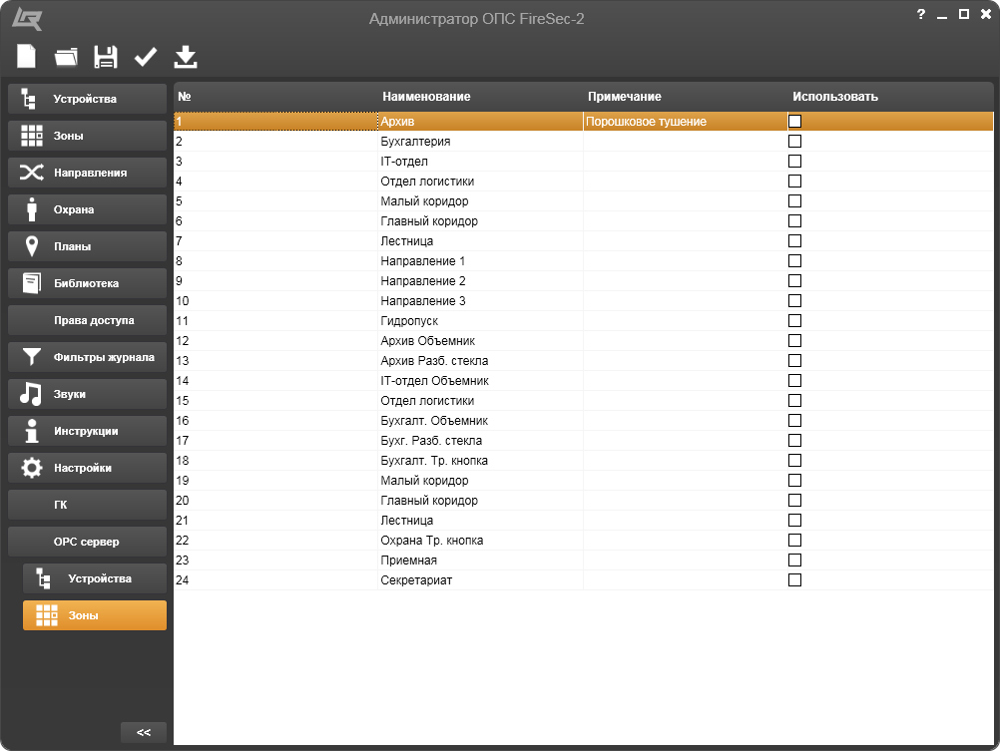 Администратор ОПС FireSec-2
?
Устройства
Зоны
Направления
Охрана
Планы
Библиотека
Права доступа
Фильтры журнала
Звуки
Инструкции
Настройки
ГК
OPC сервер
Устройства
Зоны
<<
№ Наименование Примечание Использовать
1 Архив Порошковое тушение
2 Бухгалтерия
3 IT-отдел
4 Отдел логистики
5 Малый коридор
6 Главный коридор
7 Лестница
8 Направление 1
9 Направление 2
10 Направление 3
11 Гидропуск
12 Архив Объемник
13 Архив Разб. стекла
14 IT-отдел Объемник
15 Отдел логистики
16 Бухгалт. Объемник
17 Бухг. Разб. стекла
18 Бухгалт. Тр. кнопка
19 Малый коридор
20 Главный коридор
21 Лестница
22 Охрана Тр. кнопка
23 Приемная
24 Секретариат